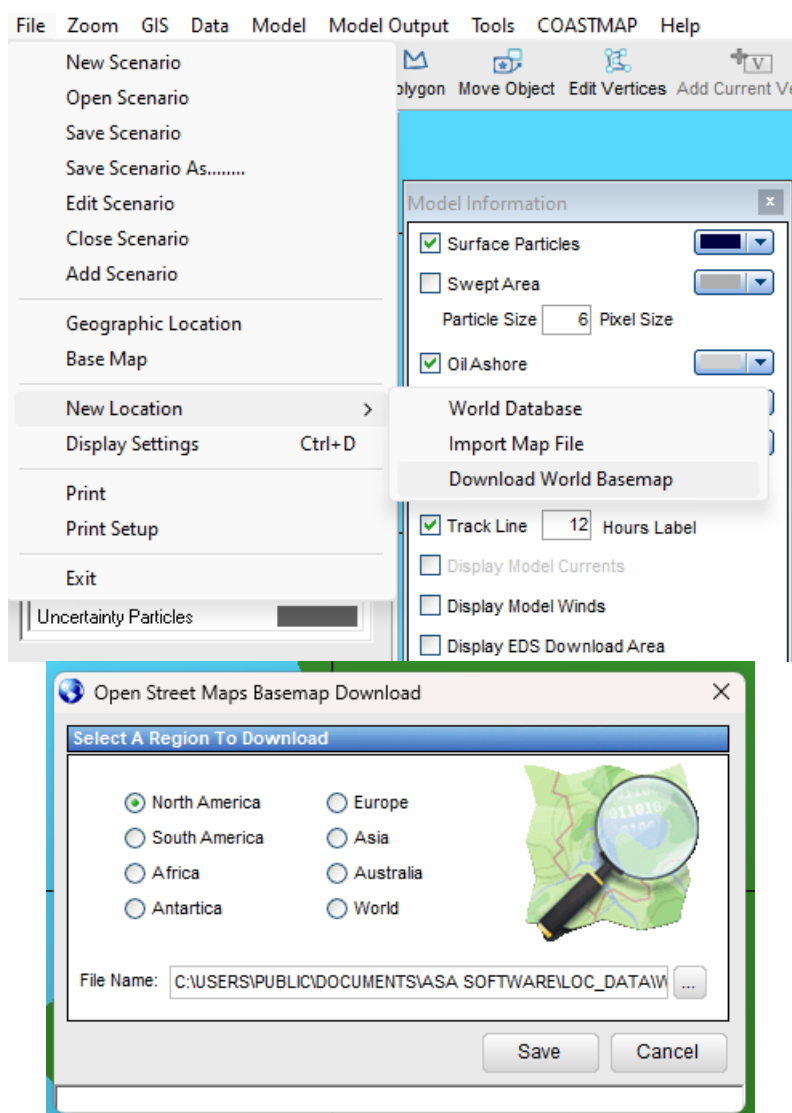 File Zoom GIS Data Model Model Output Tools COASTMAP Help
New Scenario
Open Scenario
Save Scenario
Save Scenario As........
Edit Scenario
Close Scenario
Add Scenario
Geographic Location
Base Map
New Location >
Display Settings Ctrl+D
Print
Print Setup
Exit
Uncertainty Particles
Move Object Edit Vertices Add Current
Model Information x
Surface Particles
Swept Area
Particle Size 6 Pixel Size
Oil Ashore
World Database
Import Map File
Download World Basemap
Track Line 12 Hours Label
Display Model Currents
Display Model Winds
Display EDS Download Area
Open Street Maps Basemap Download
Select A Region To Download
North America Europe
South America Asia
Africa Australia
Antartica World
File Name: C:\USERS\PUBLIC\DOCUMENTS\ASA SOFTWARE\LOC_DATA\W ...
Save Cancel